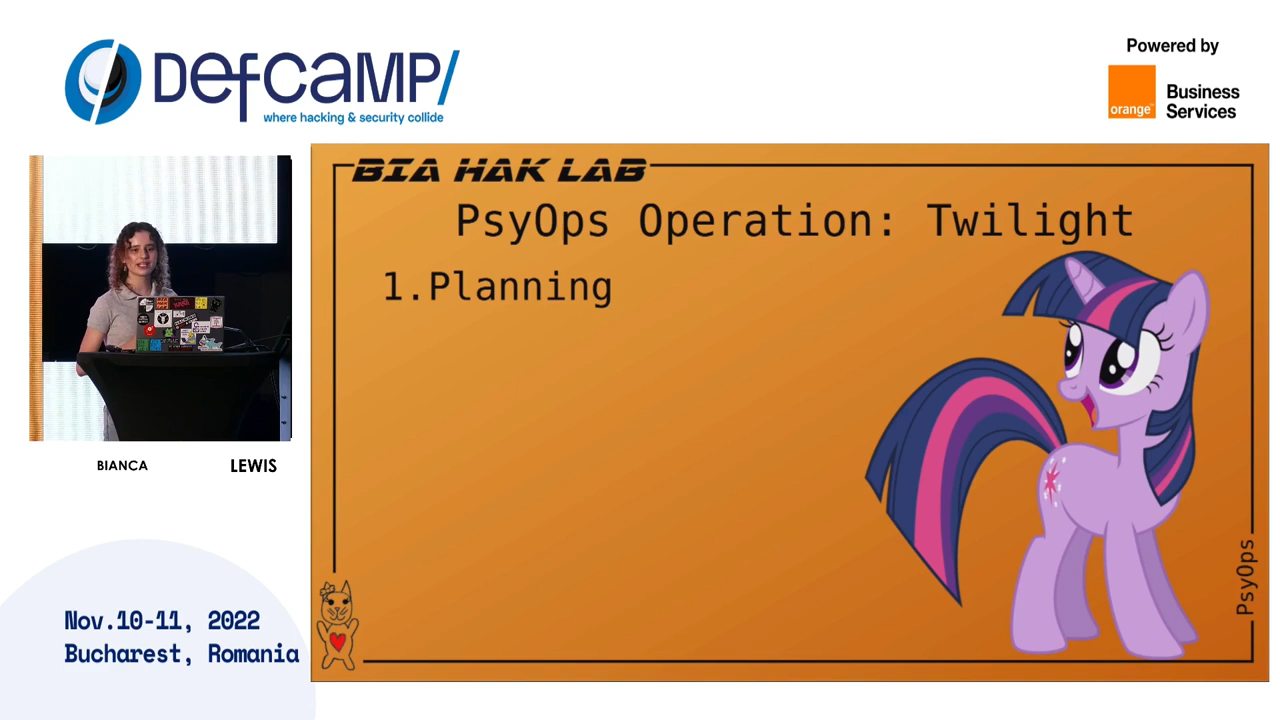 DefCamp/
where hacking & security collide
Powered by
orange™
Business
Services
BIA HAK LAB
PsyOps Operation: Twilight
1.Planning
BIANCA LEWIS
Nov.10-11, 2022
Bucharest, Romania
PsyOps